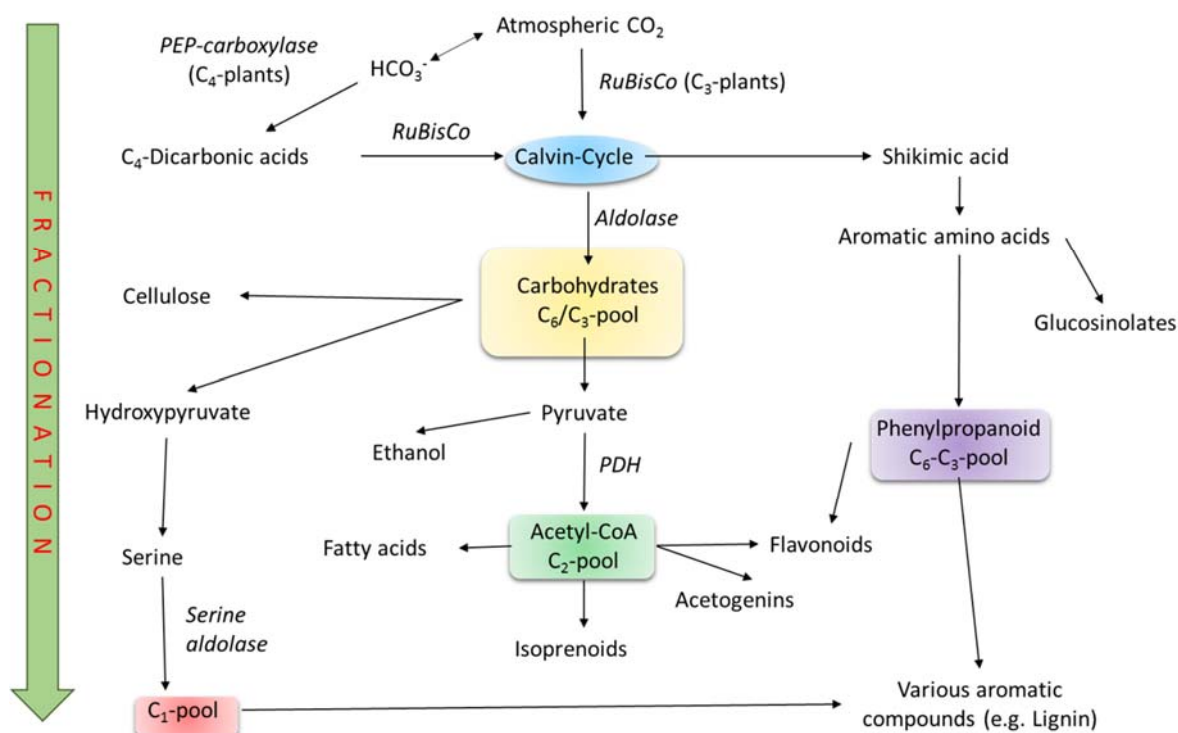 FRACTIONATION
Atmospheric CO₂
PEP-carboxylase
(C₄-plants)
HCO₃⁻
RuBisCo (C₃-plants)
C₄-Dicarbonic acids
RuBisCo
Calvin-Cycle
Shikimic acid
Aldolase
Aromatic amino acids
Cellulose
Carbohydrates
C₆/C₃-pool
Glucosinolates
Hydroxypyruvate
Pyruvate
Ethanol
PDH
Phenylpropanoid
C₆-C₃-pool
Serine
Fatty acids
Acetyl-CoA
C₂-pool
Flavonoids
Acetogenins
Serine
aldolase
Isoprenoids
C₁-pool
Various aromatic
compounds (e.g. Lignin)